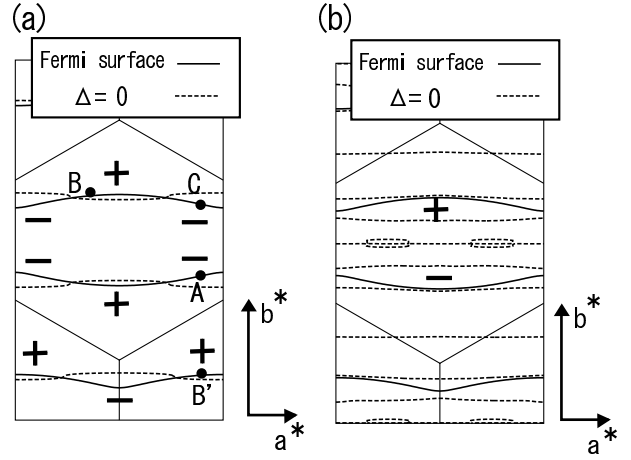 (a)
Fermi surface
Δ= 0
+
B
C
− −
− −
A
+
+ +
B'
−
b*
a*
(b)
Fermi surface
Δ= 0
+
−
b*
a*